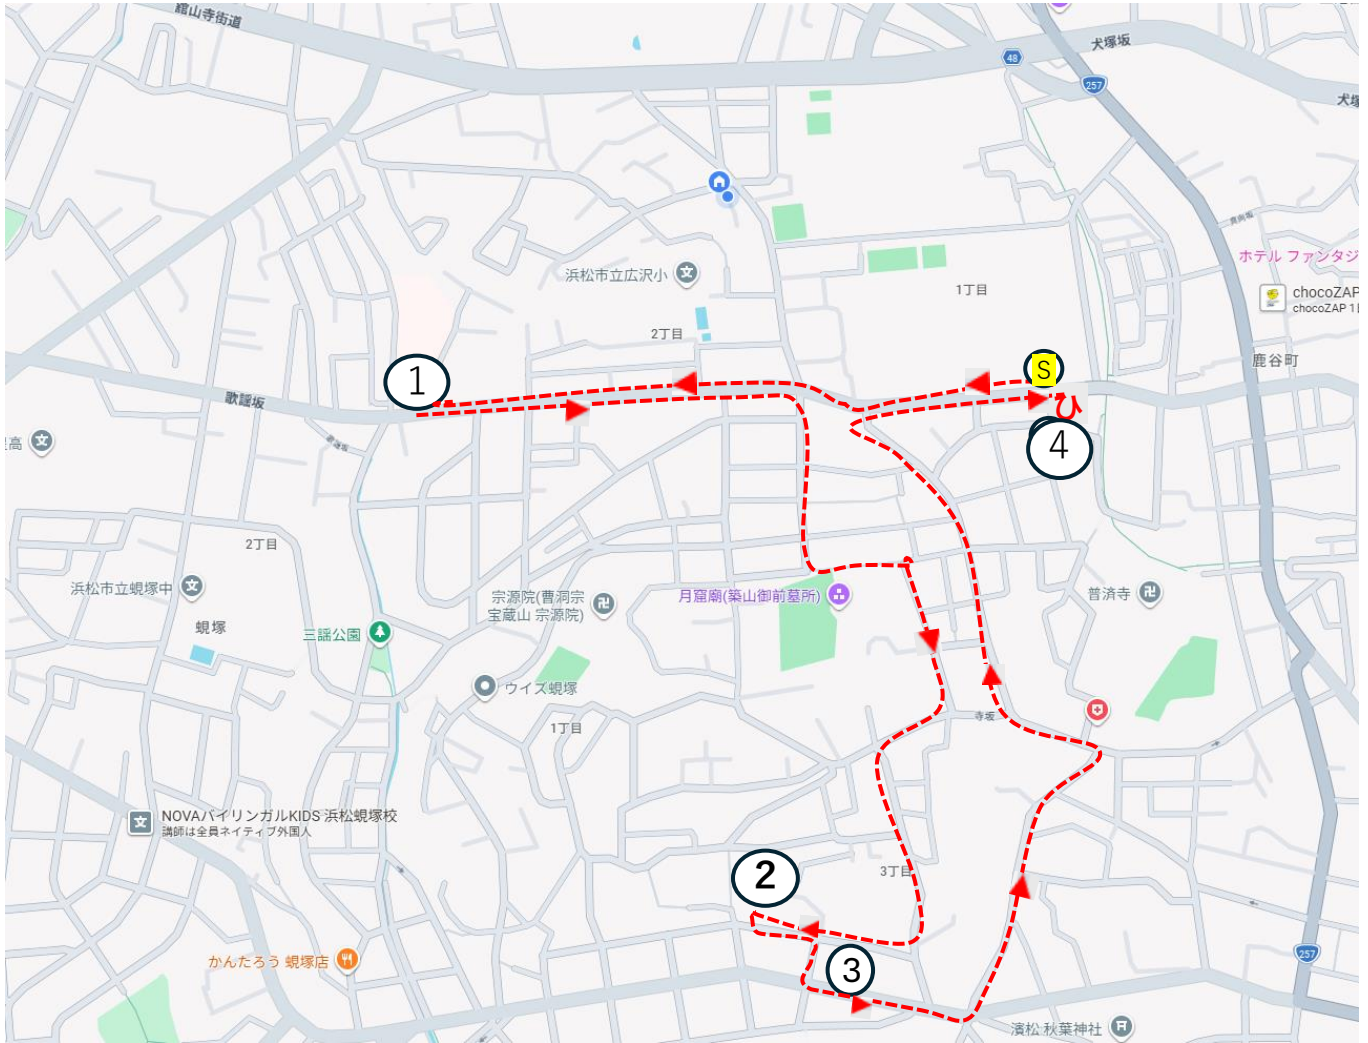 舘山寺街道
犬塚坂
48
257
犬塚
真向坂
ホテル ファンタジ
浜松市立広沢小
1丁目
chocoZAP
chocoZAP 1
2丁目
鹿谷町
S
1
歌謡坂
高
4
2丁目
浜松市立蜆塚中
宗源院(曹洞宗
宝蔵山 宗源院)
月窟廟(築山御前墓所)
普済寺
蜆塚
三謡公園
ウイズ蜆塚
寺坂
1丁目
NOVAバイリンガルKIDS 浜松蜆塚校
講師は全員ネイティブ外国人
2
3丁目
かんたろう 蜆塚店
3
257
濱松 秋葉神社